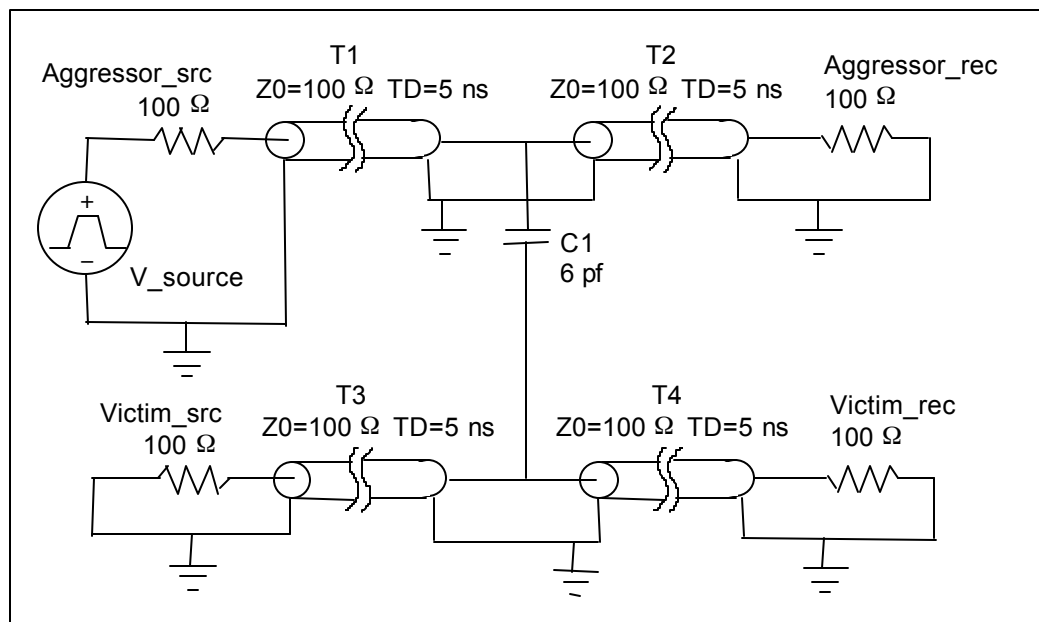 T1
T2
Aggressor_src
100 Ω
Z0=100 Ω TD=5 ns
Z0=100 Ω TD=5 ns
Aggressor_rec
100 Ω
+
−
V_source
C1
6 pf
T3
T4
Victim_src
100 Ω
Z0=100 Ω TD=5 ns
Z0=100 Ω TD=5 ns
Victim_rec
100 Ω